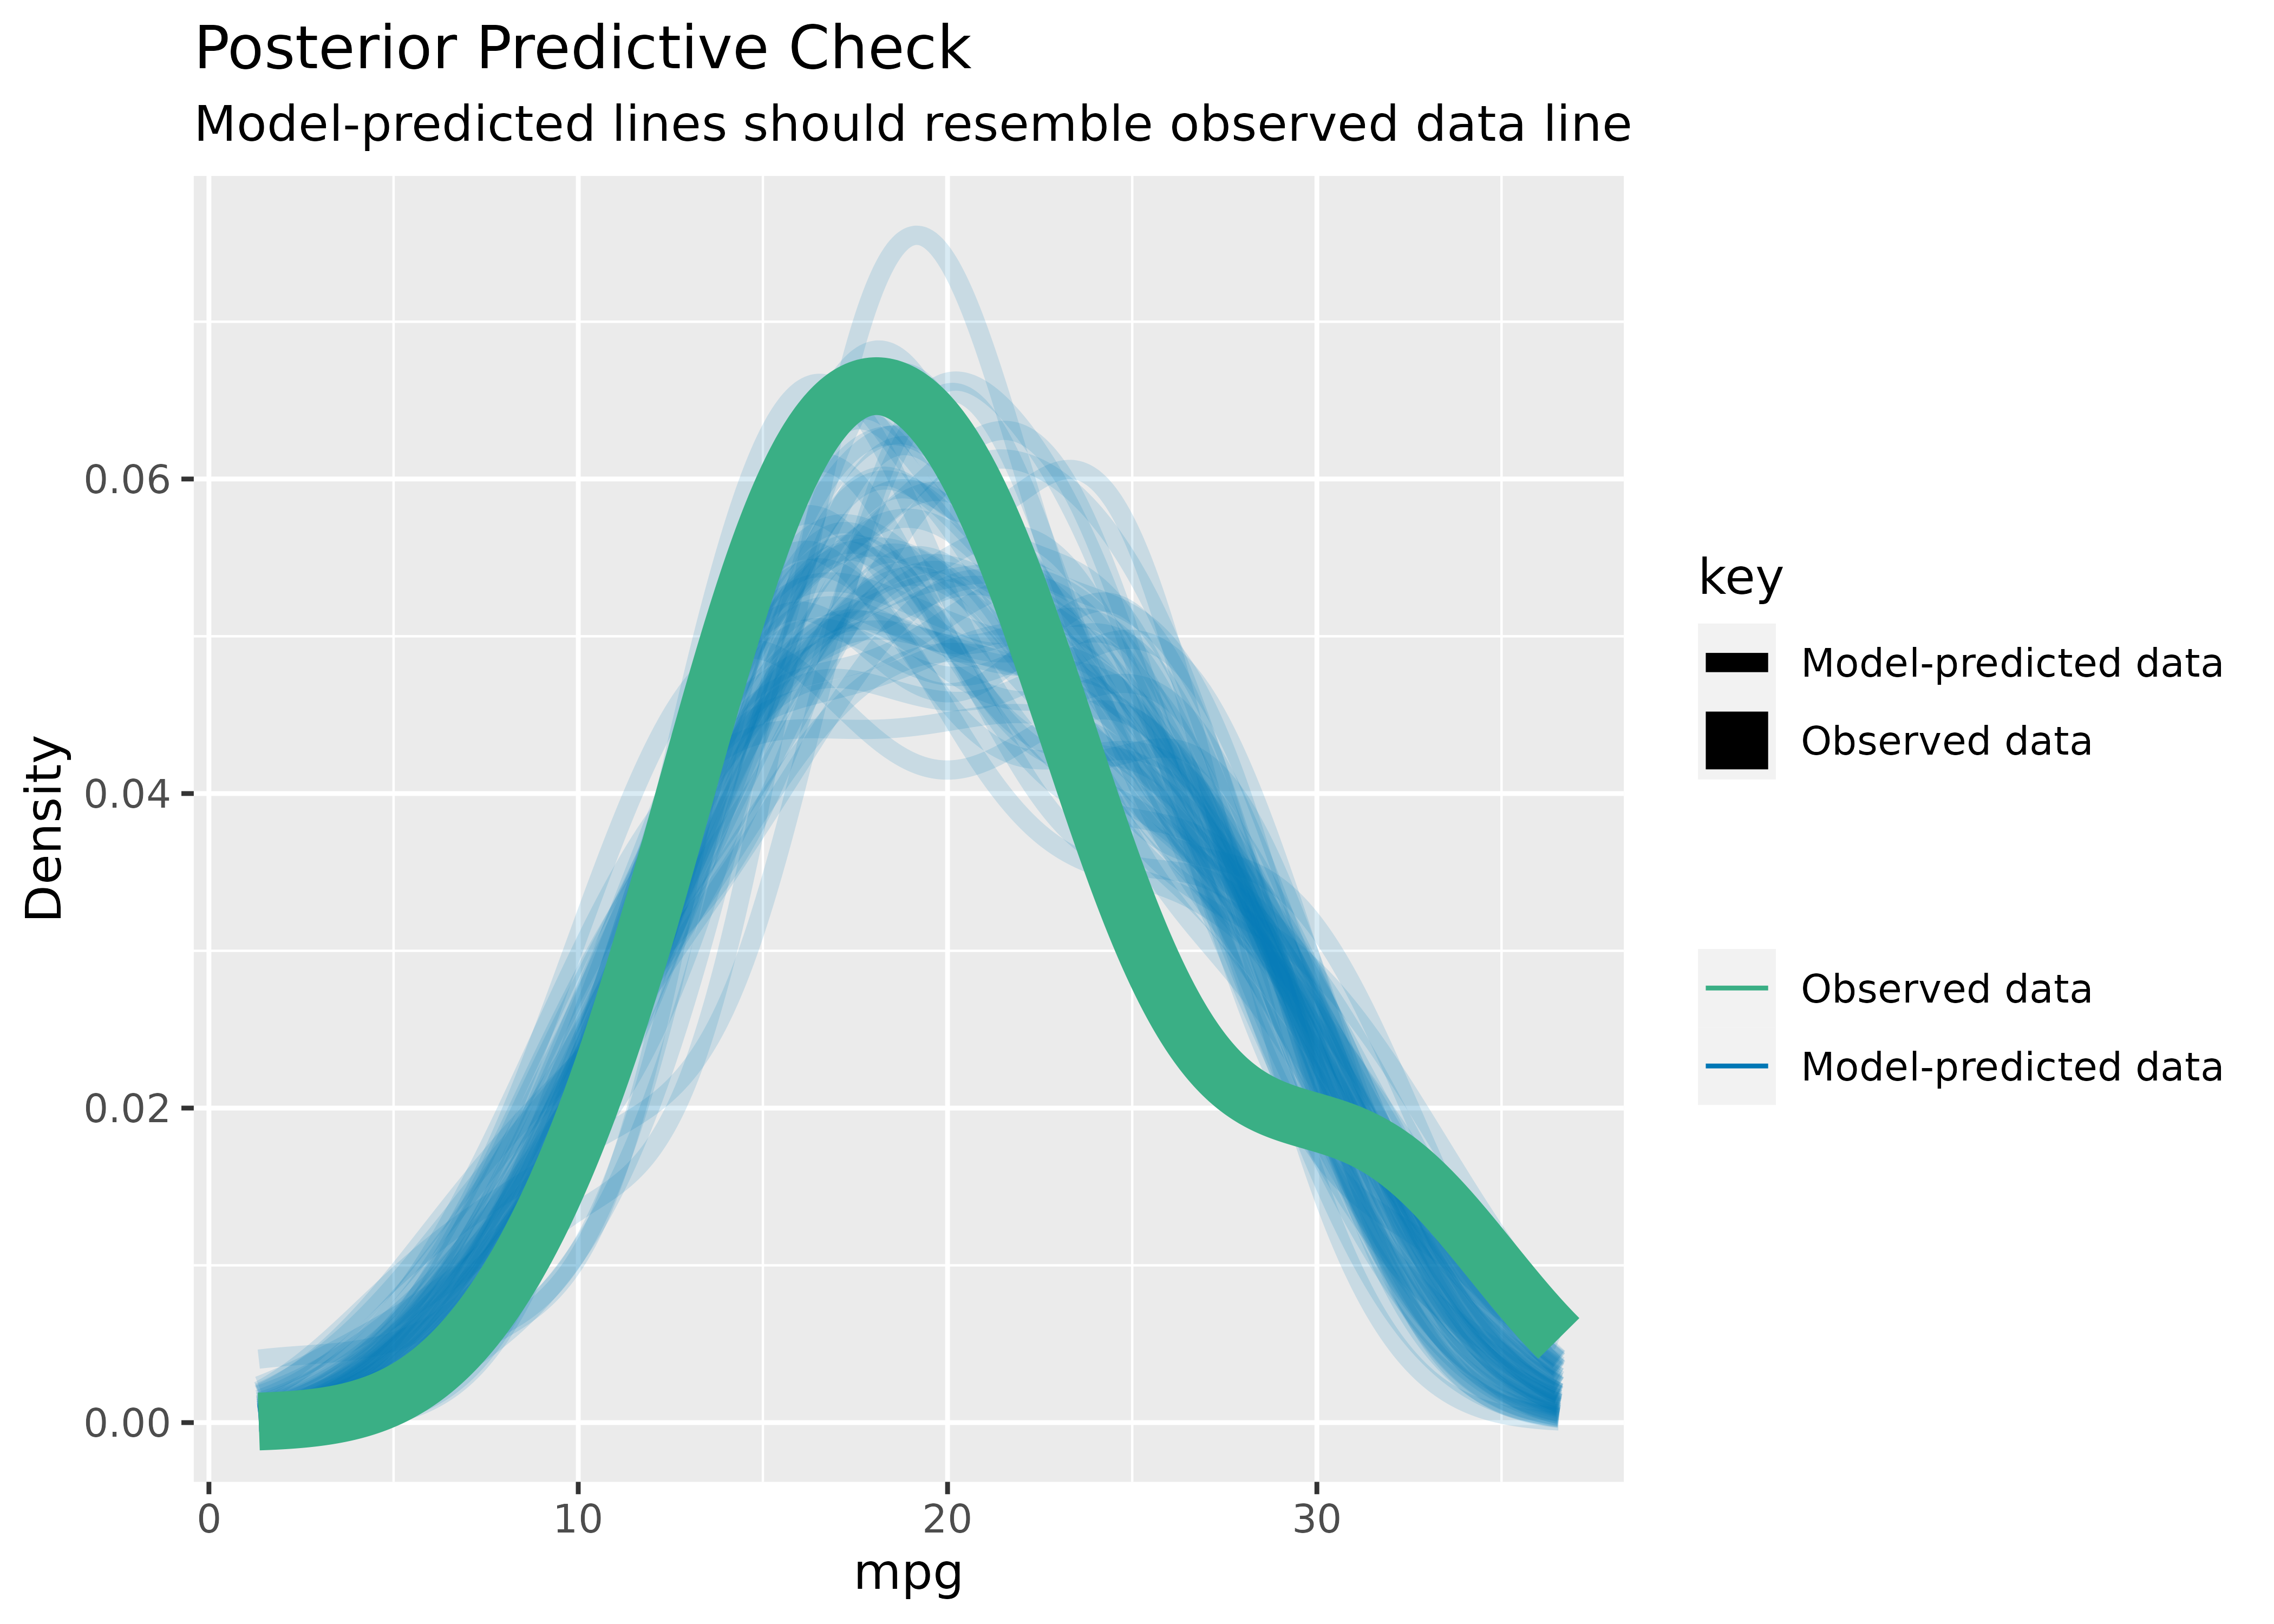 Posterior Predictive Check
Model-predicted lines should resemble observed data line
Density
0.06
0.04
0.02
0.00
0
10
20
30
mpg
key
Model-predicted data
Observed data
Observed data
Model-predicted data